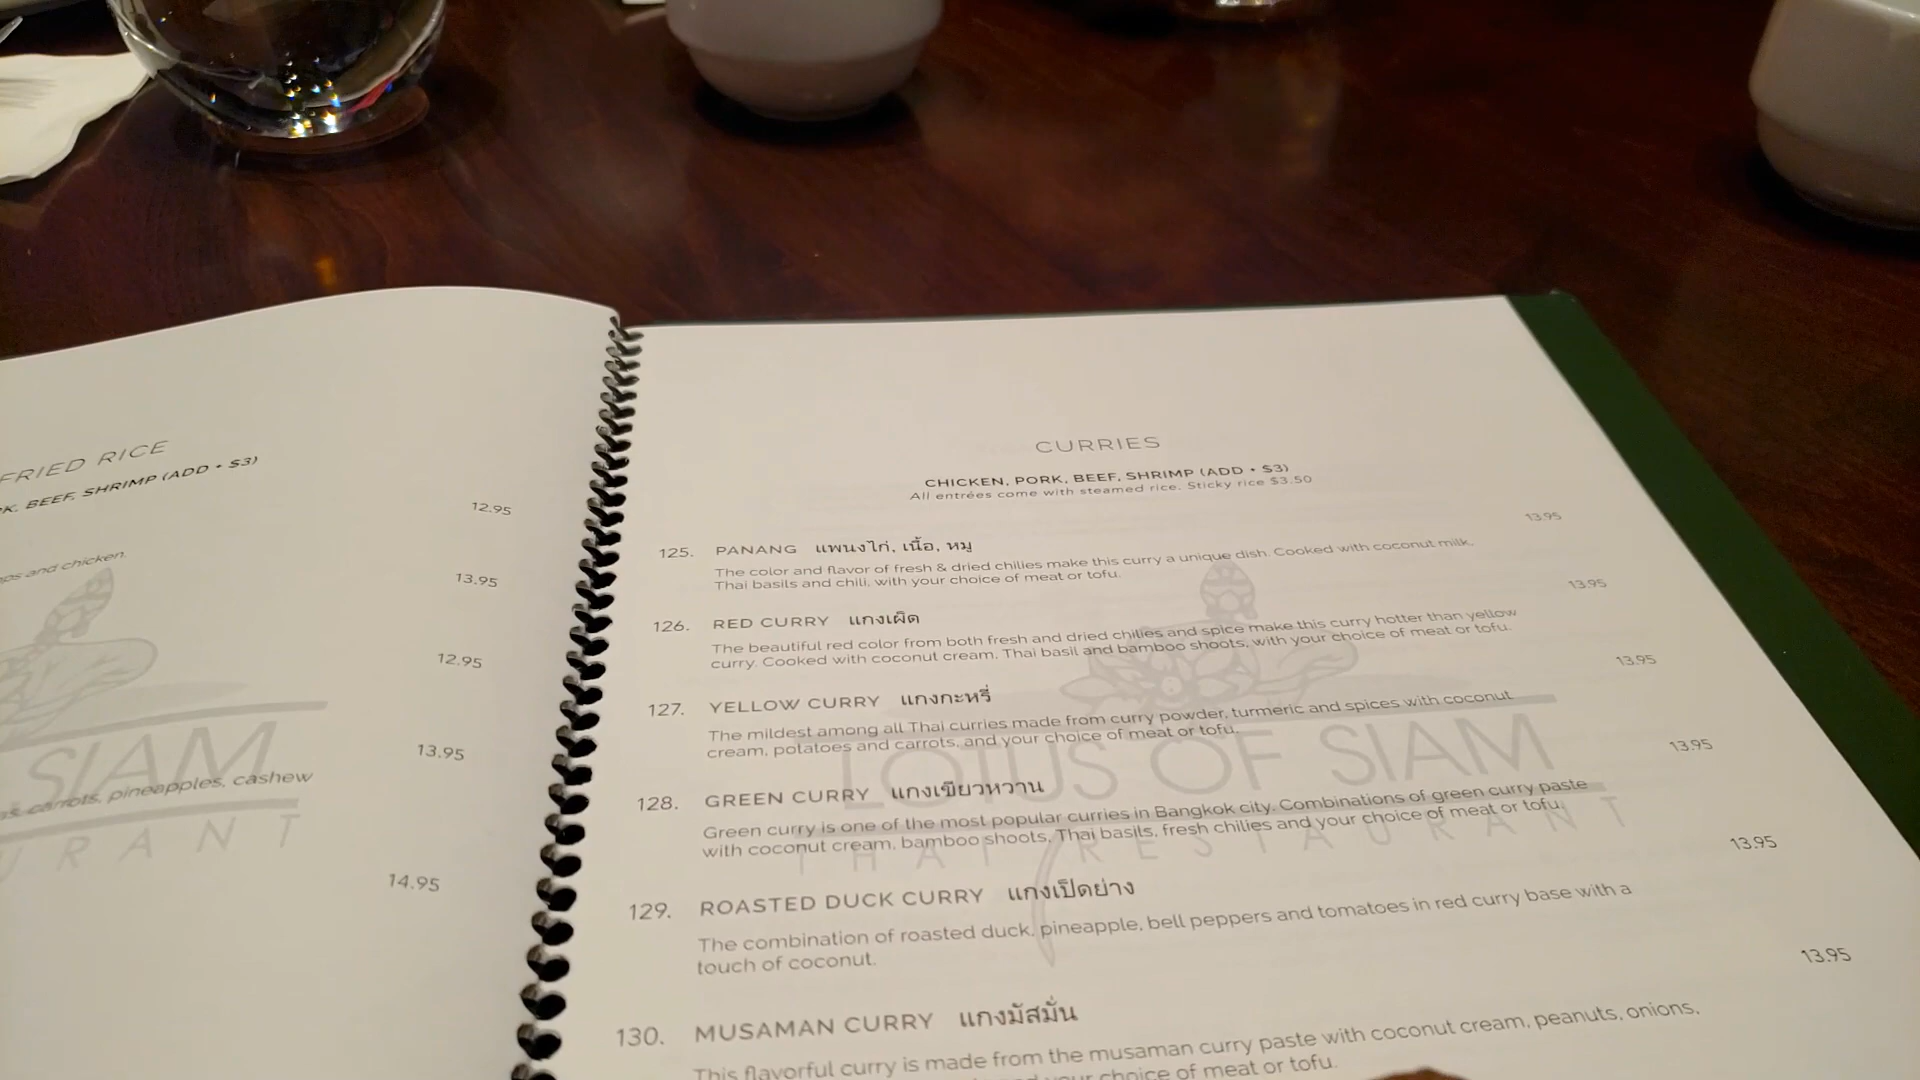 FRIED RICE
BEEF, SHRIMP (ADD • $3)
12.95
and chicken.
13.95
12.95
SIAM
13.95
carrots, pineapples, cashew
14.95
CURRIES
CHICKEN, PORK, BEEF, SHRIMP (ADD • $3)
All entrées come with steamed rice. Sticky rice $3.50
125. PANANG แพนงไก่, เนื้อ, หมู 13.95
The color and flavor of fresh & dried chilies make this curry a unique dish. Cooked with coconut milk,
Thai basils and chili, with your choice of meat or tofu.
126. RED CURRY แกงเผ็ด 13.95
The beautiful red color from both fresh and dried chilies and spice make this curry hotter than yellow
curry. Cooked with coconut cream, Thai basil and bamboo shoots, with your choice of meat or tofu.
127. YELLOW CURRY แกงกะหรี่ 13.95
The mildest among all Thai curries made from curry powder, turmeric and spices with coconut
cream, potatoes and carrots, and your choice of meat or tofu.
LOTUS OF SIAM
128. GREEN CURRY แกงเขียวหวาน 13.95
Green curry is one of the most popular curries in Bangkok city. Combinations of green curry paste
with coconut cream, bamboo shoots, Thai basils, fresh chilies and your choice of meat or tofu.
THAI RESTAURANT
129. ROASTED DUCK CURRY แกงเป็ดย่าง 13.95
The combination of roasted duck, pineapple, bell peppers and tomatoes in red curry base with a
touch of coconut.
130. MUSAMAN CURRY แกงมัสมั่น 13.95
This flavorful curry is made from the musaman curry paste with coconut cream, peanuts, onions,
your choice of meat or tofu.